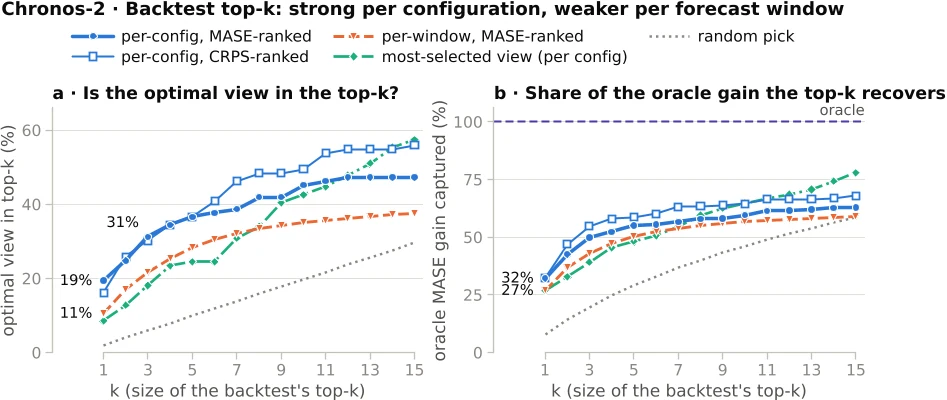 Chronos-2 · Backtest top-k: strong per configuration, weaker per forecast window
per-config, MASE-ranked
per-window, MASE-ranked
random pick
per-config, CRPS-ranked
most-selected view (per config)
a · Is the optimal view in the top-k?
optimal view in top-k (%)
60
40
20
0
31%
19%
11%
1 3 5 7 9 11 13 15
k (size of the backtest's top-k)
b · Share of the oracle gain the top-k recovers
oracle MASE gain captured (%)
oracle
100
75
50
25
0
32%
27%
1 3 5 7 9 11 13 15
k (size of the backtest's top-k)